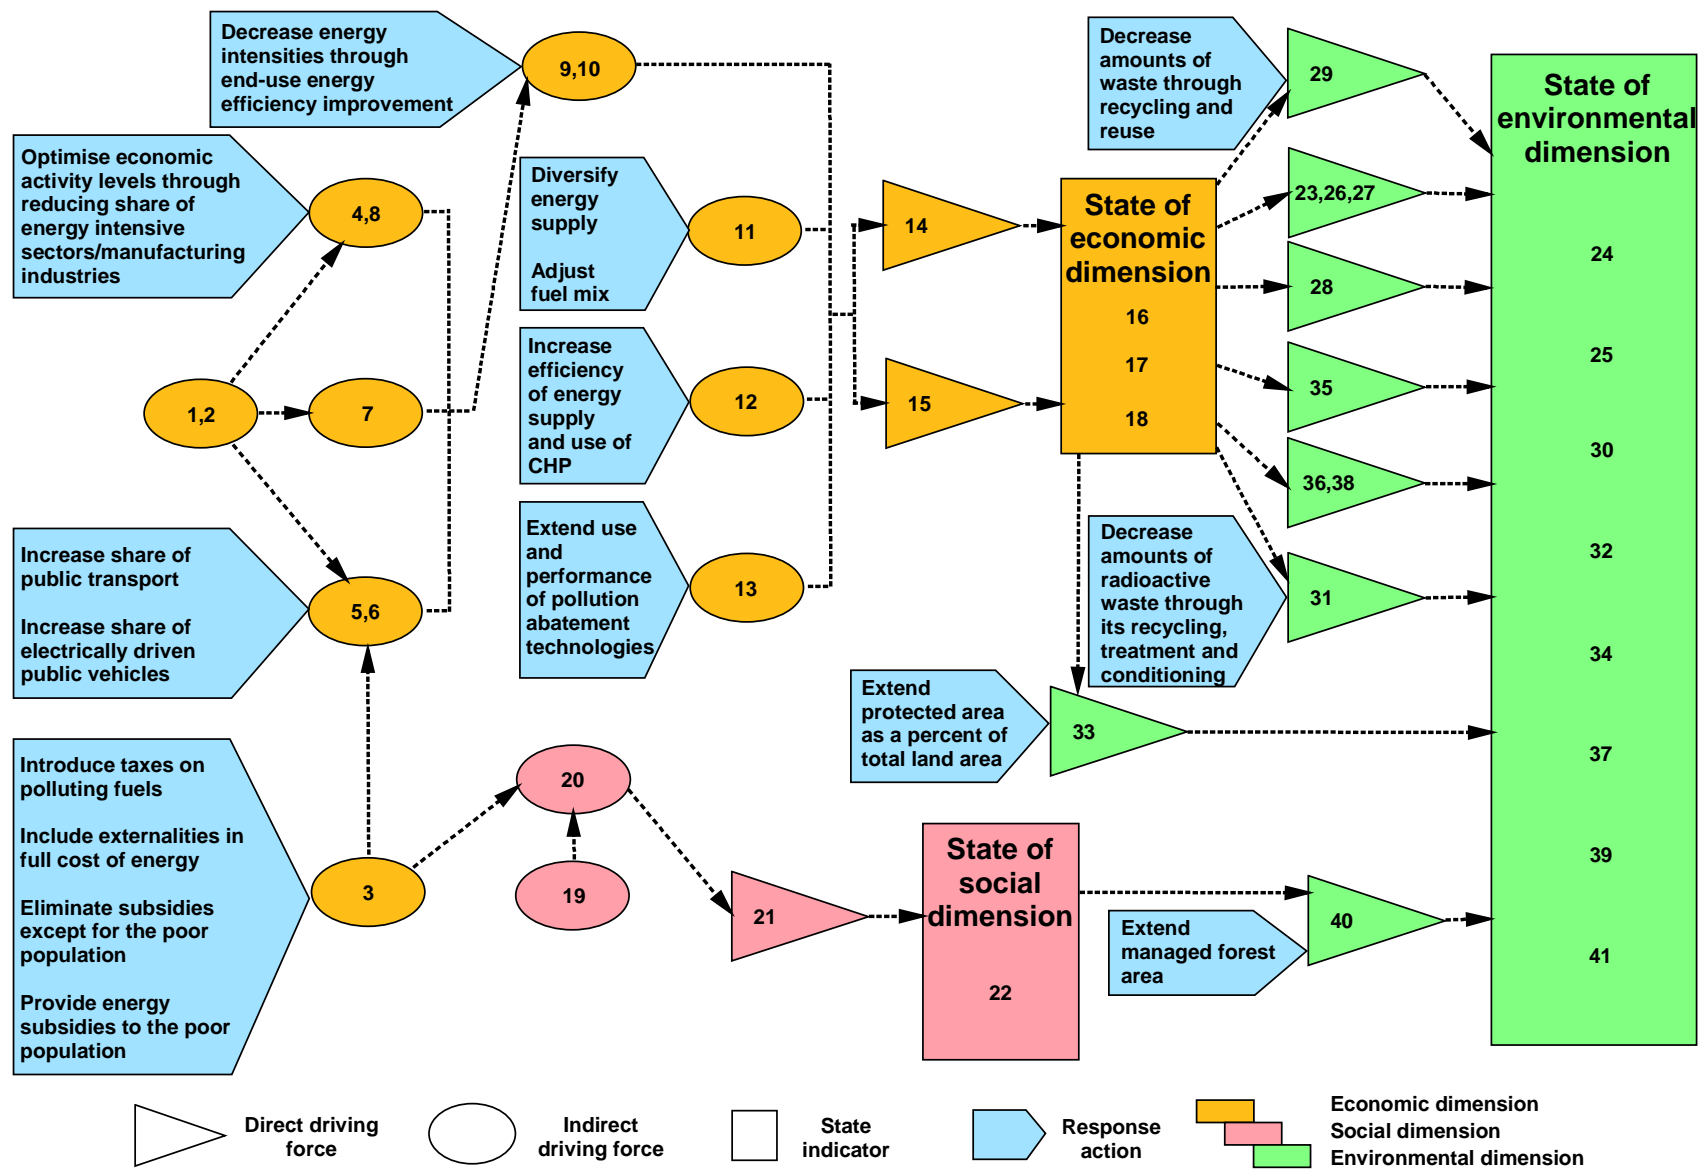 Decrease energy
intensities through
end-use energy
efficiency improvement
9,10
Decrease
amounts of
waste through
recycling and
reuse
29
State of
environmental
dimension
24
25
30
32
34
37
39
41
Optimise economic
activity levels through
reducing share of
energy intensive
sectors/manufacturing
industries
4,8
Diversify
energy
supply
Adjust
fuel mix
11
14
State of
economic
dimension
16
17
18
23,26,27
28
35
36,38
1,2
7
Increase
efficiency
of energy
supply
and use of
CHP
12
15
Increase share of
public transport
Increase share of
electrically driven
public vehicles
5,6
Extend use
and
performance
of pollution
abatement
technologies
13
Decrease
amounts of
radioactive
waste through
its recycling,
treatment and
conditioning
31
Extend
protected area
as a percent of
total land area
33
Introduce taxes on
polluting fuels
Include externalities in
full cost of energy
Eliminate subsidies
except for the poor
population
Provide energy
subsidies to the poor
population
3
20
19
21
State of
social
dimension
22
Extend
managed forest
area
40
Direct driving
force
Indirect
driving force
State
indicator
Response
action
Economic dimension
Social dimension
Environmental dimension